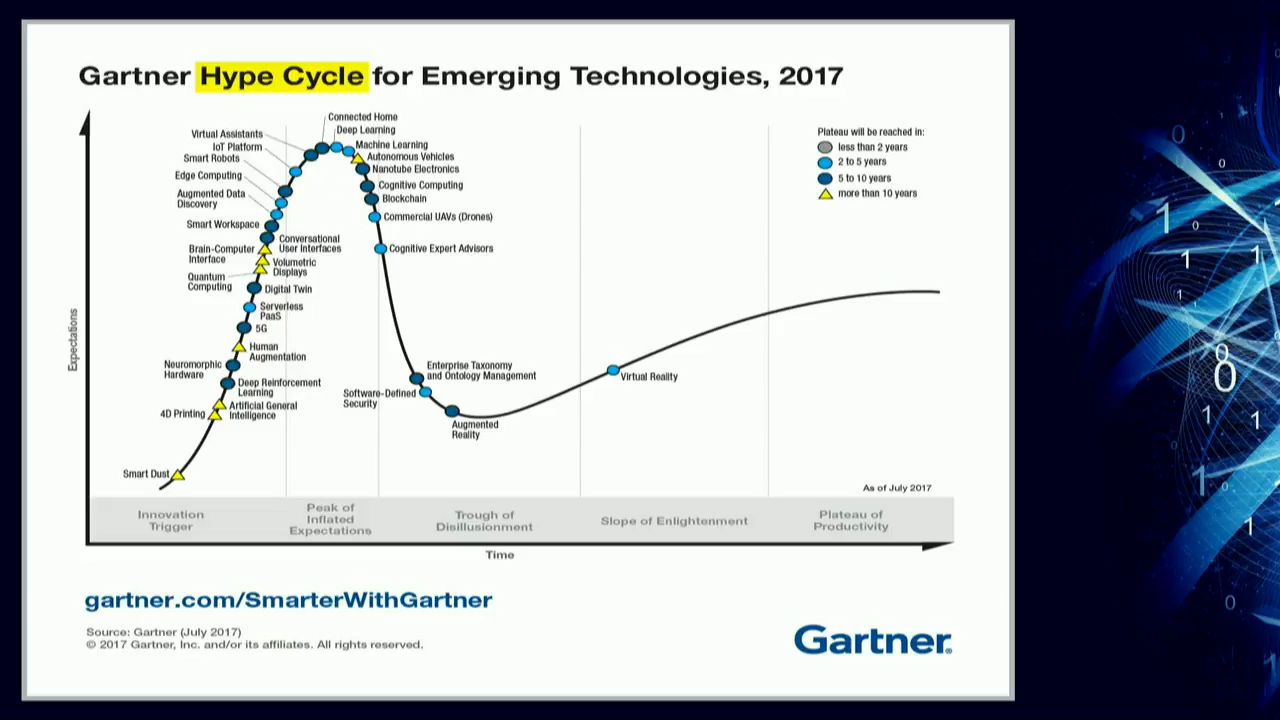 Gartner Hype Cycle for Emerging Technologies, 2017
Connected Home
Deep Learning
Virtual Assistants
Machine Learning
IoT Platform
Autonomous Vehicles
Smart Robots
Nanotube Electronics
Edge Computing
Cognitive Computing
Augmented Data
Discovery
Blockchain
Commercial UAVs (Drones)
Smart Workspace
Conversational
User Interfaces
Cognitive Expert Advisors
Brain-Computer
Interface
Volumetric
Displays
Quantum
Computing
Digital Twin
Serverless
PaaS
5G
Human
Augmentation
Neuromorphic
Hardware
Deep Reinforcement
Learning
Artificial General
Intelligence
4D Printing
Smart Dust
Enterprise Taxonomy
and Ontology Management
Software-Defined
Security
Augmented
Reality
Virtual Reality
Plateau will be reached in:
less than 2 years
2 to 5 years
5 to 10 years
more than 10 years
As of July 2017
Expectations
Innovation
Trigger
Peak of
Inflated
Expectations
Trough of
Disillusionment
Slope of Enlightenment
Plateau of
Productivity
Time
gartner.com/SmarterWithGartner
Source: Gartner (July 2017)
© 2017 Gartner, Inc. and/or its affiliates. All rights reserved.
Gartner.